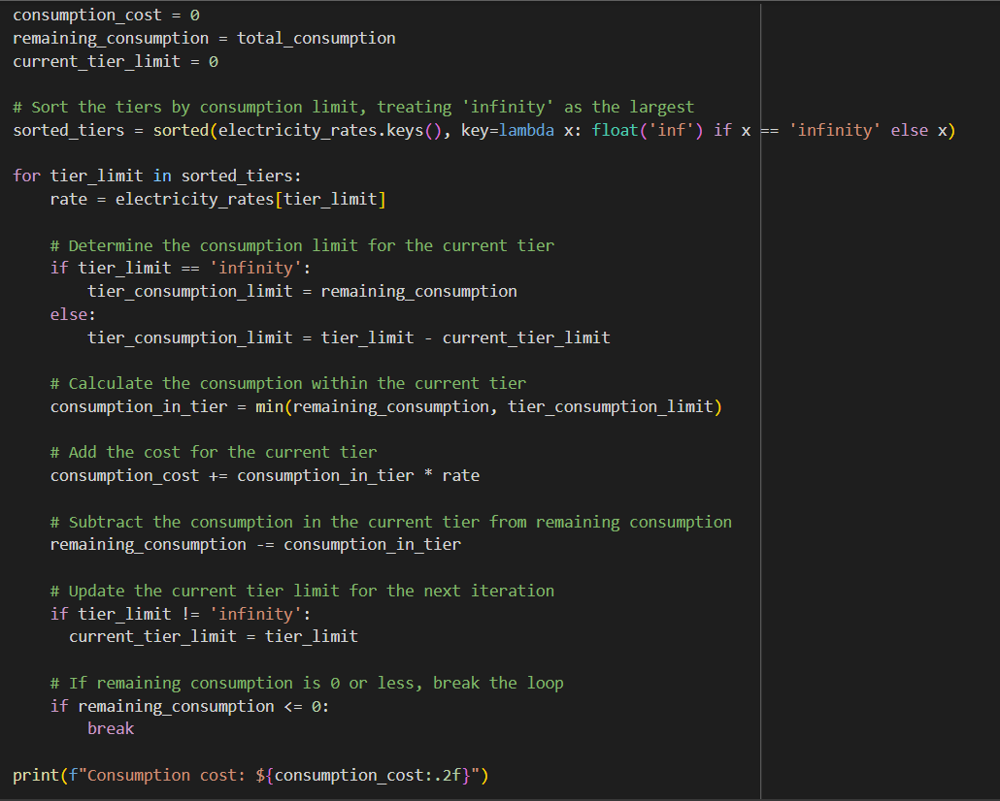 consumption_cost = 0
remaining_consumption = total_consumption
current_tier_limit = 0

# Sort the tiers by consumption limit, treating 'infinity' as the largest
sorted_tiers = sorted(electricity_rates.keys(), key=lambda x: float('inf') if x == 'infinity' else x)

for tier_limit in sorted_tiers:
    rate = electricity_rates[tier_limit]

    # Determine the consumption limit for the current tier
    if tier_limit == 'infinity':
        tier_consumption_limit = remaining_consumption
    else:
        tier_consumption_limit = tier_limit - current_tier_limit

    # Calculate the consumption within the current tier
    consumption_in_tier = min(remaining_consumption, tier_consumption_limit)

    # Add the cost for the current tier
    consumption_cost += consumption_in_tier * rate

    # Subtract the consumption in the current tier from remaining consumption
    remaining_consumption -= consumption_in_tier

    # Update the current tier limit for the next iteration
    if tier_limit != 'infinity':
      current_tier_limit = tier_limit

    # If remaining consumption is 0 or less, break the loop
    if remaining_consumption <= 0:
        break

print(f"Consumption cost: ${consumption_cost:.2f}")